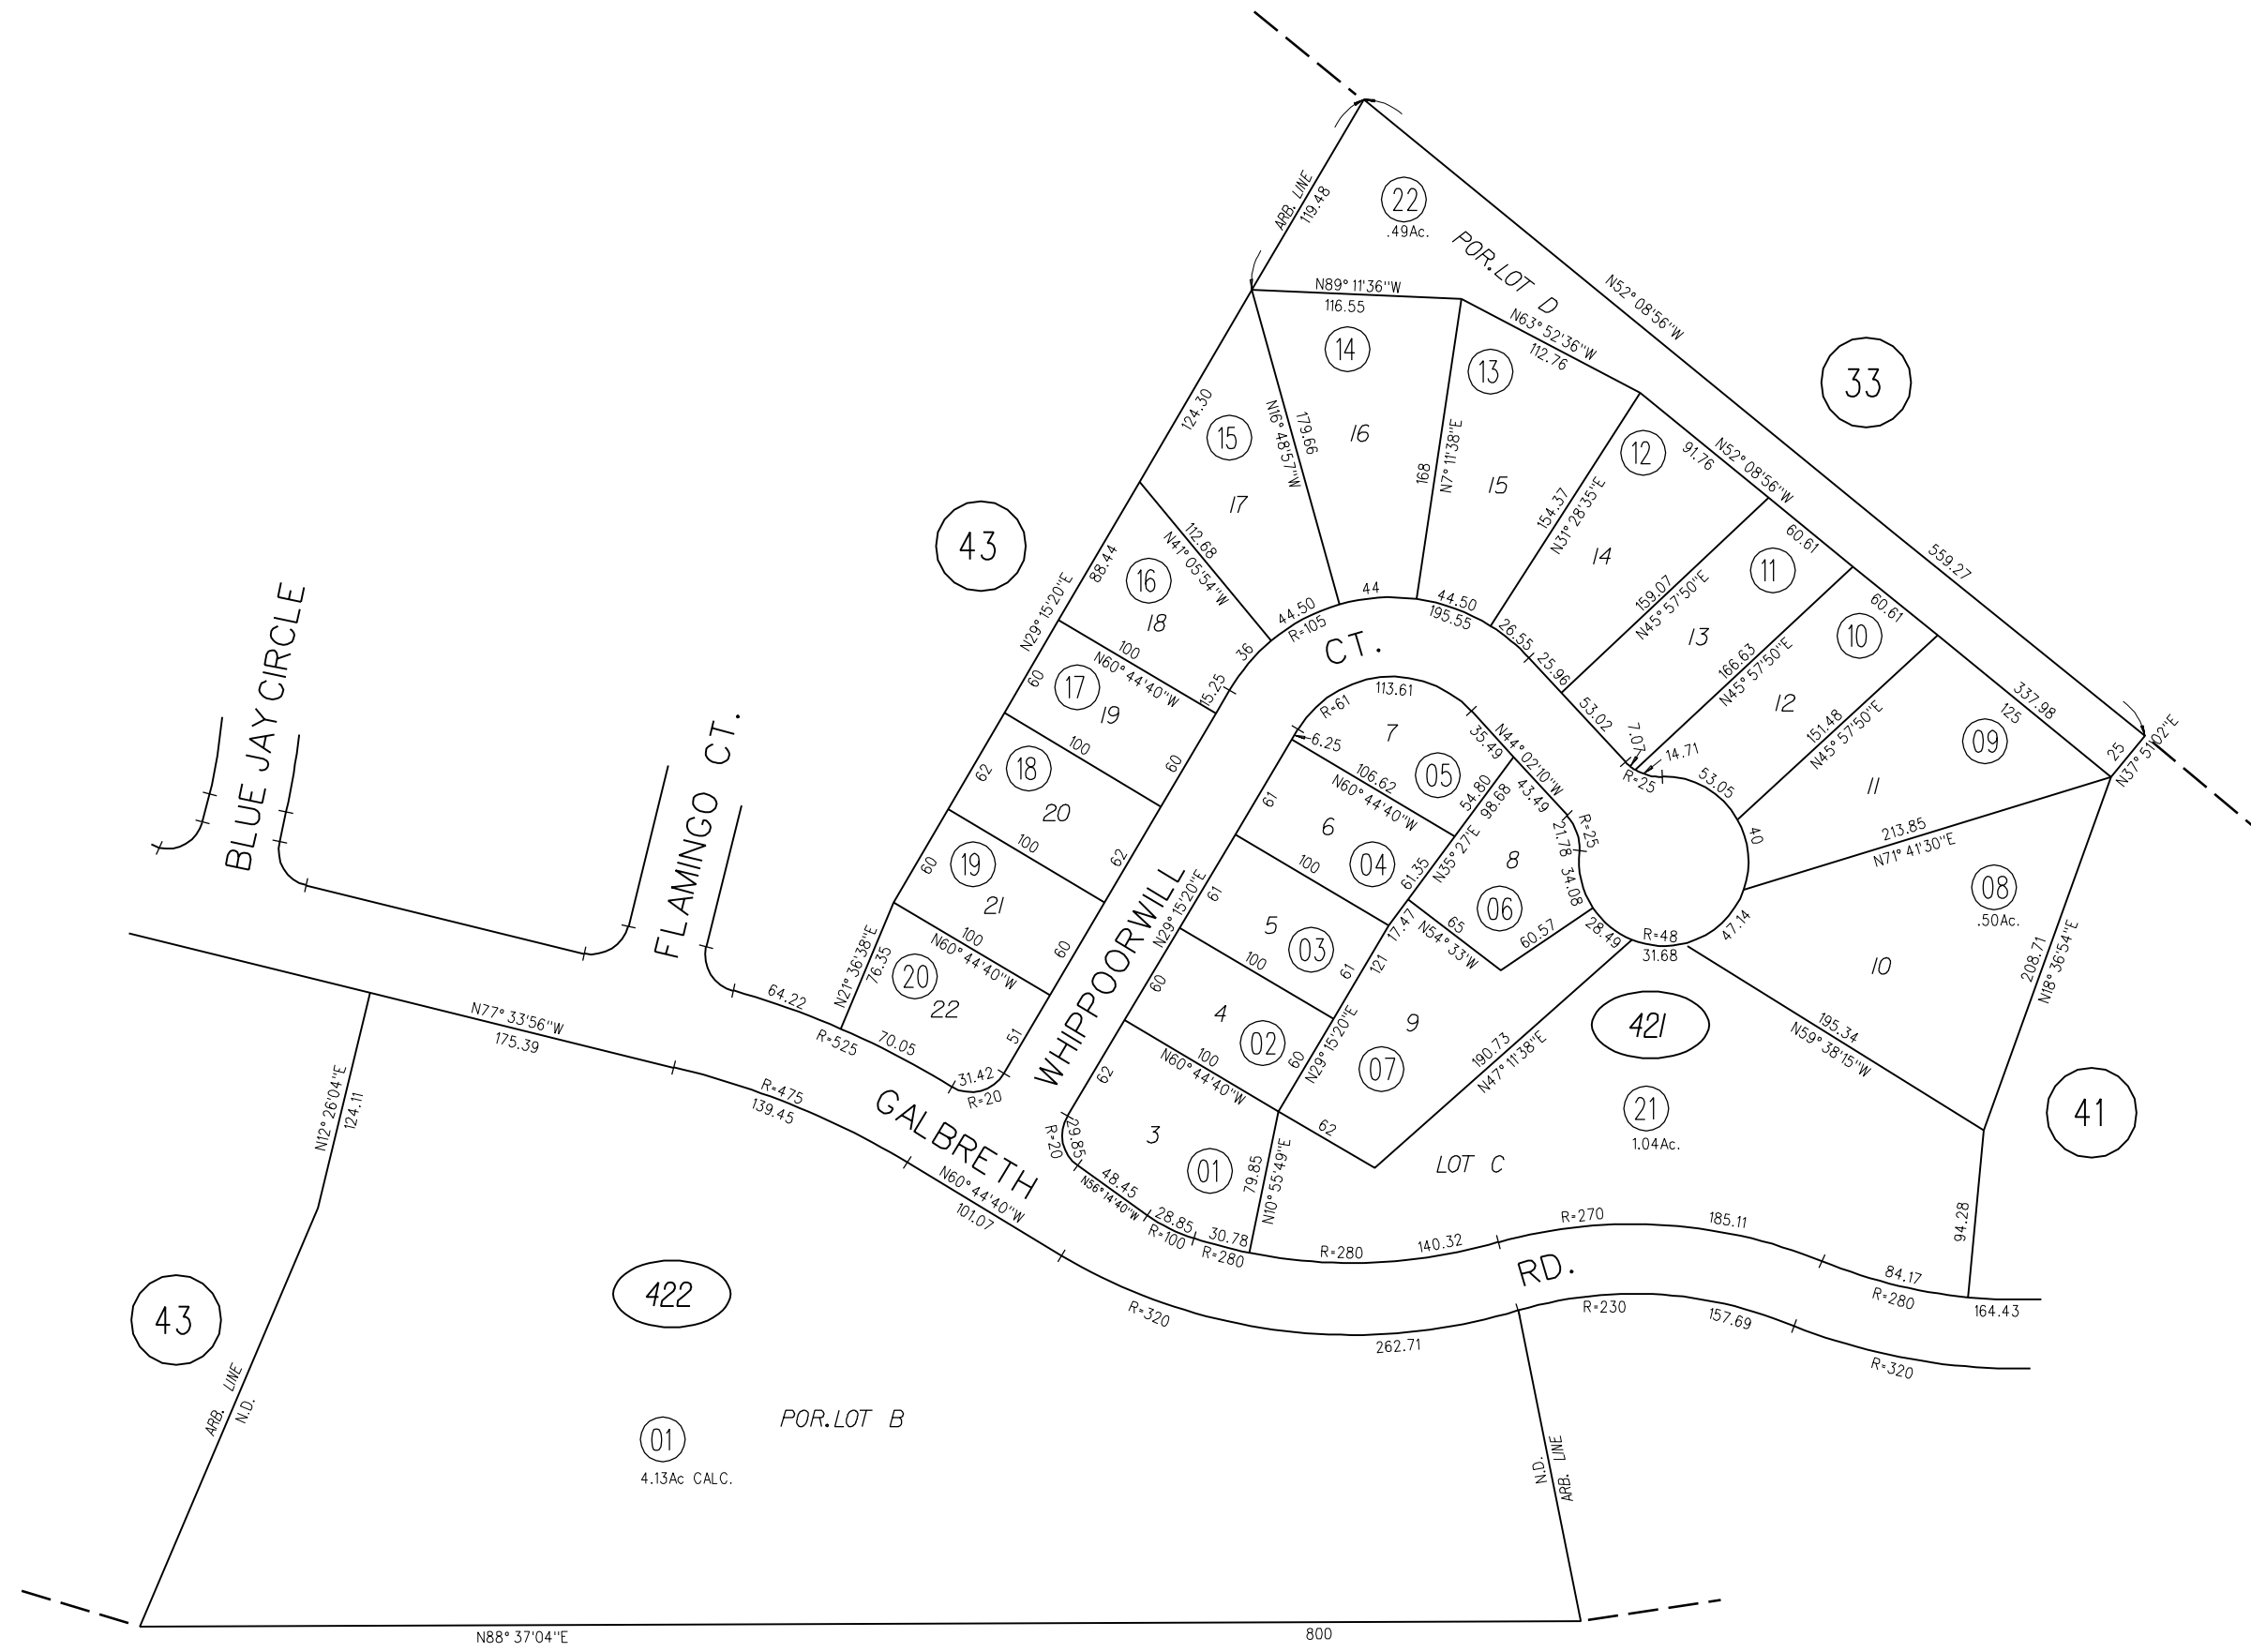 ARB. LINE
119.48
22
.49Ac.
POR.LOT D
N52°08'56"W
559.27
33
N89°11'36"W
116.55
N63°52'36"W
112.76
14
13
16
15
124.30
15
17
N16°48'57"W
179.66
168
N7°11'38"E
12
91.76
N52°08'56"W
154.37
N31°28'35"E
14
43
88.44
16
18
112.68
N41°05'54"W
N29°15'20"E
11
60.61
159.07
N45°57'50"E
13
10
60.61
166.63
N45°57'50"E
12
337.98
125
09
151.48
N45°57'50"E
11
25
N37°51'02"E
44
44.50
R=105
44.50
195.55
26.55
25.96
53.02
7.07
14.71
R=25
53.05
40
36
15.25
CT.
100
N60°44'40"W
60
17
19
100
62
18
20
100
60
19
21
100
N60°44'40"W
N21°36'38"E
76.35
20
22
60
62
60
51
BLUE JAY CIRCLE
FLAMINGO CT.
WHIPPOORWILL
113.61
R=61
7
05
6.25
106.62
N60°44'40"W
35.49
N44°02'10"W
43.49
54.80
98.68
N35°27'E
61.35
21.78
R=25
8
06
34.08
28.49
65
N54°33'W
60.57
R=48
31.68
47.14
61
6
04
100
61
N29°15'20"E
5
03
17.47
61
121
100
60
4
02
60
N29°15'20"E
100
N60°44'40"W
62
9
07
62
190.73
N47°11'38"E
213.85
N71°41'30"E
08
.50Ac.
10
208.71
N18°36'54"E
195.34
N59°38'15"W
421
21
1.04Ac.
LOT C
41
94.28
64.22
R=525
70.05
31.42
R=20
N77°33'56"W
175.39
N12°26'04"E
124.11
R=475
139.45
GALBRETH
N60°44'40"W
101.07
R=20
29.85
3
01
48.45
N56°14'40"W
28.85
R=100
30.78
R=280
79.85
N10°55'49"E
R=280
140.32
R=270
185.11
RD.
84.17
R=280
164.43
R=320
262.71
R=230
157.69
R=320
43
422
ARB. LINE
N.D.
POR.LOT B
01
4.13Ac CALC.
N.D.
ARB. LINE
N88°37'04"E
800